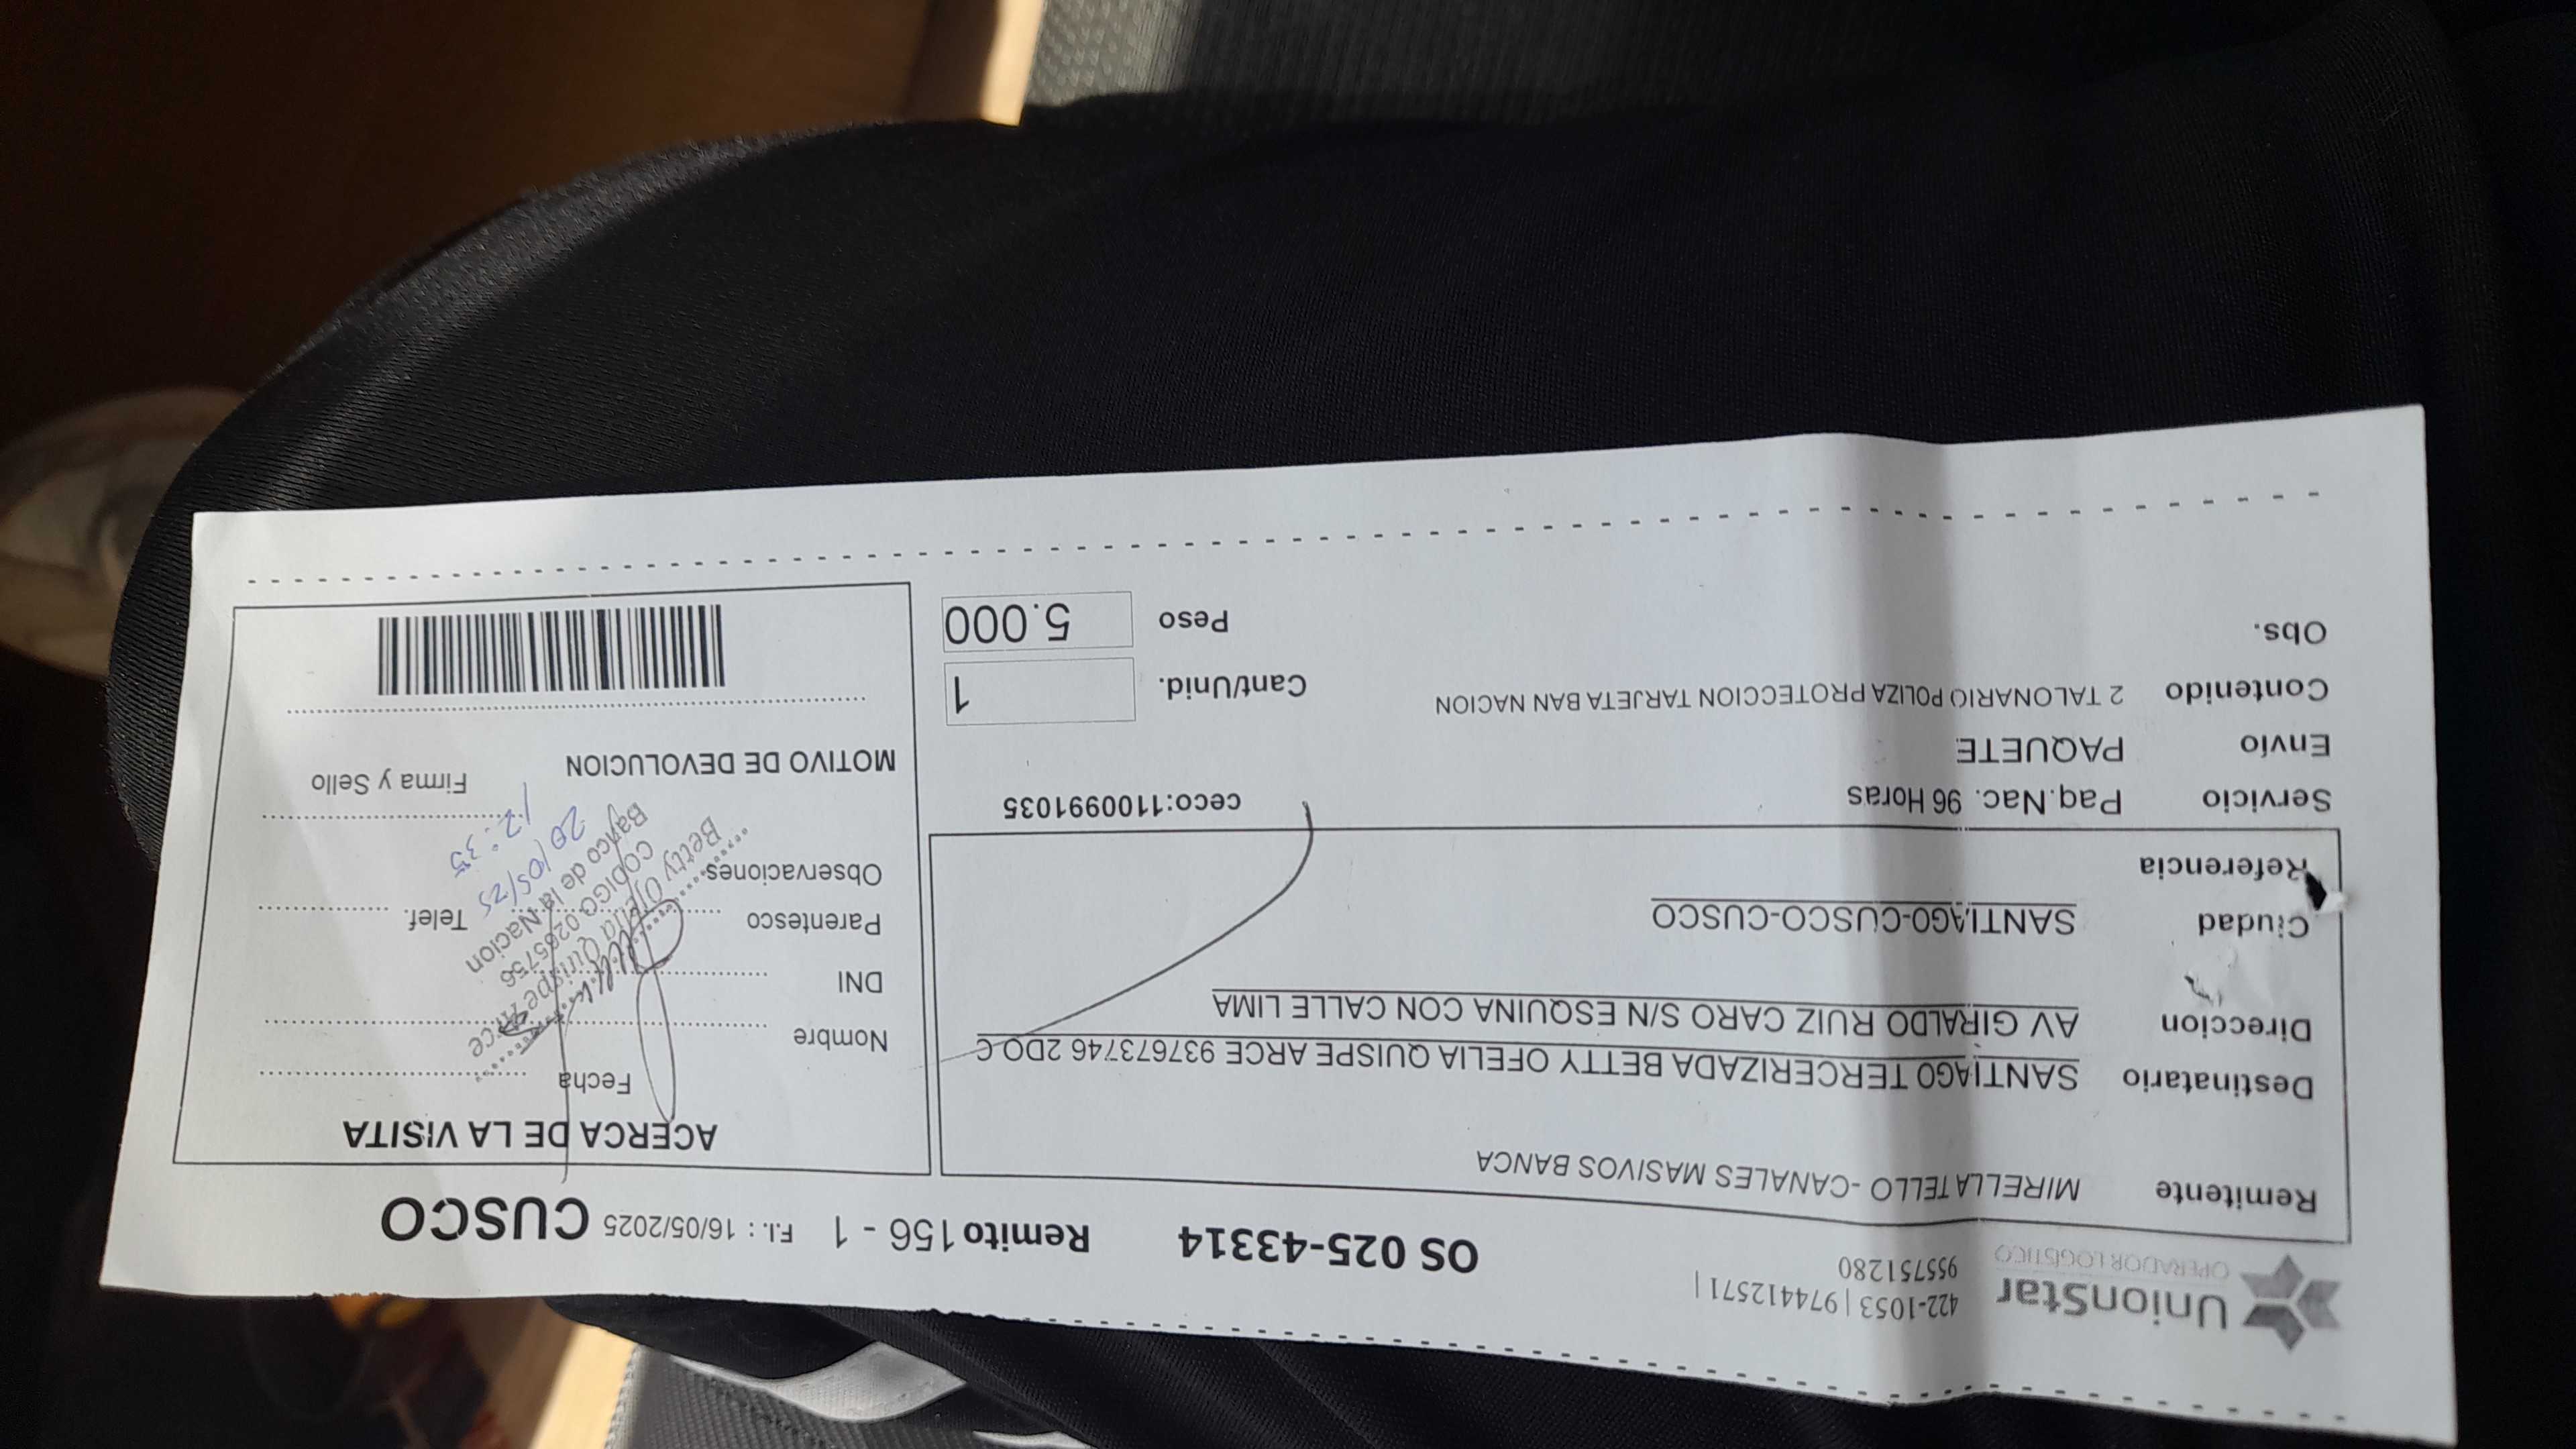 UnionStar
OPERADOR LOGÍSTICO
422-1053 | 974412571 |
955751280
OS 025-43314
Remito 156 - 1
F.I. : 16/05/2025
CUSCO
Remitente MIRELLA TELLO - CANALES MASIVOS BANCA
Destinatario SANTIAGO TERCERIZADA BETTY OFELIA QUISPE ARCE 937673746 2DO C
Direccion AV GIRALDO RUIZ CARO S/N ESQUINA CON CALLE LIMA
Ciudad SANTIAGO-CUSCO-CUSCO
Referencia
Servicio Paq.Nac. 96 Horas
ceco:1100991035
Envío PAQUETE
Contenido 2 TALONARIO POLIZA PROTECCION TARJETA BAN NACION
Cant/Unid. 1
Obs.
Peso 5.000
ACERCA DE LA VISITA
Fecha
Nombre
DNI
Parentesco
Telef.
Observaciones
Betty Ofelia Quispe Arce
CODIGO 0265756
Banco de la Nacion
20/05/25
12:35
MOTIVO DE DEVOLUCION
Firma y Sello